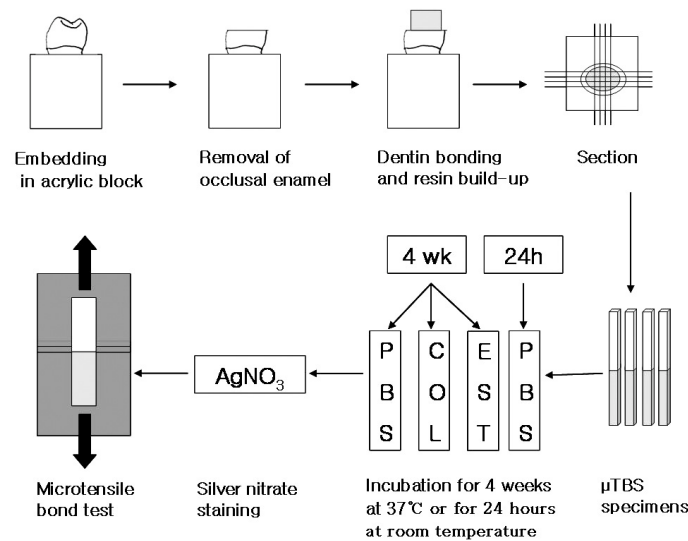 Embedding
in acrylic block
Removal of
occlusal enamel
Dentin bonding
and resin build-up
Section
4 wk
24h
P
B
S
C
O
L
E
S
T
P
B
S
AgNO₃
Microtensile
bond test
Silver nitrate
staining
Incubation for 4 weeks
at 37℃ or for 24 hours
at room temperature
μTBS
specimens